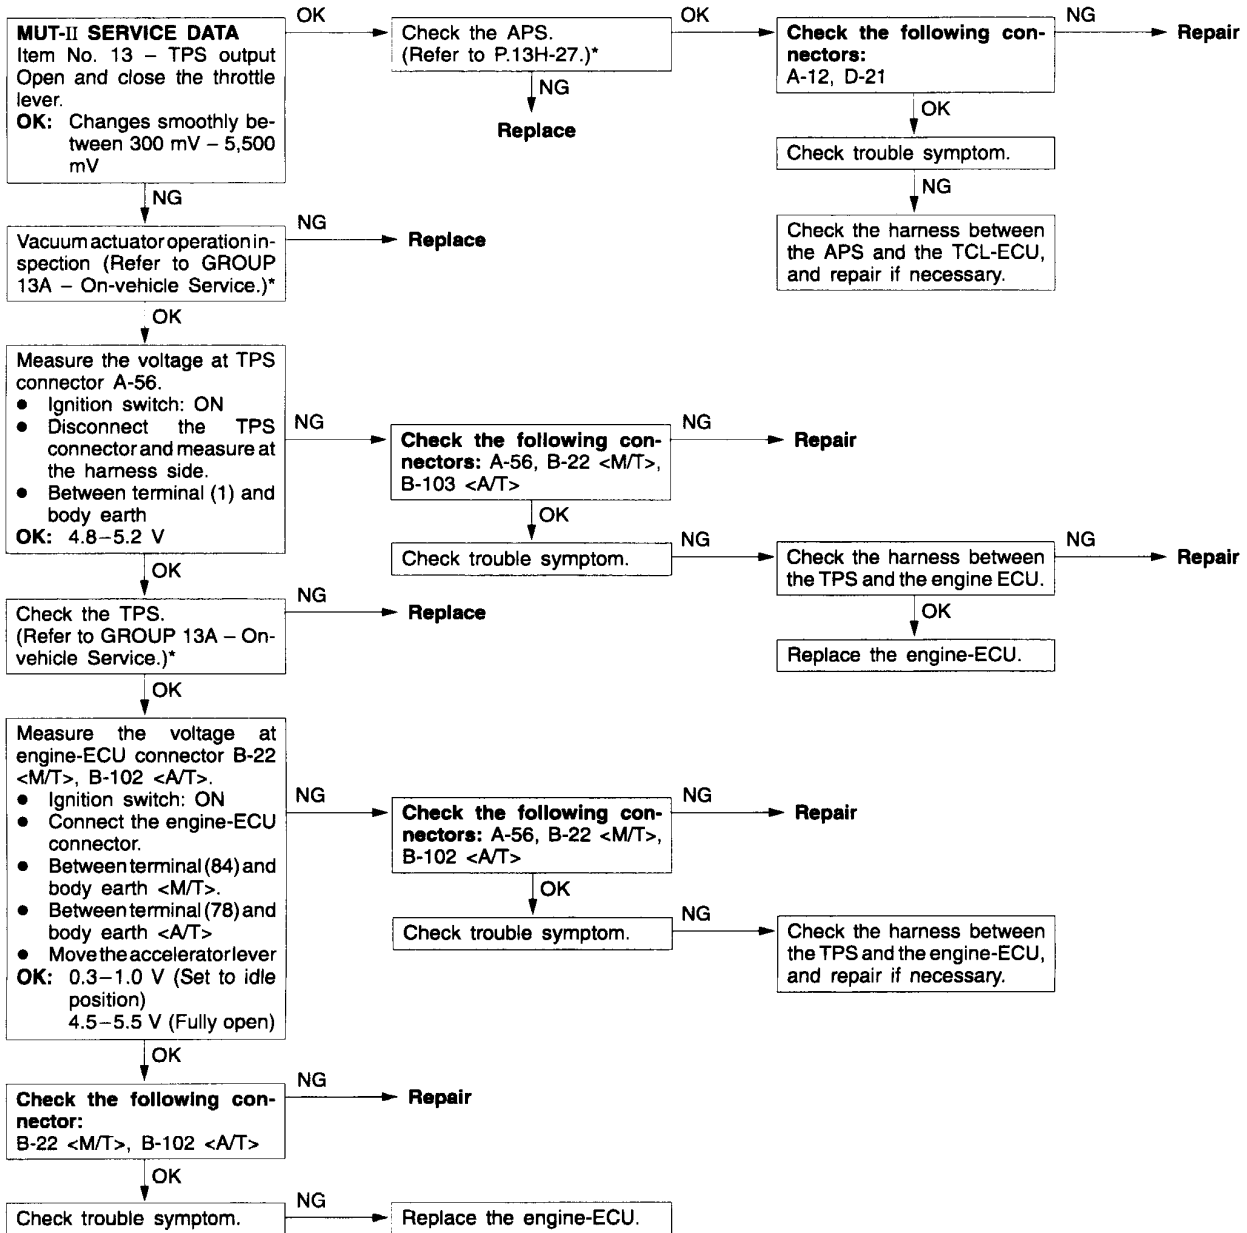 MUT-II SERVICE DATA
Item No. 13 – TPS output
Open and close the throttle
lever.
OK: Changes smoothly be-
tween 300 mV – 5,500
mV
OK
Check the APS.
(Refer to P.13H-27.)*
OK
Check the following con-
nectors:
A-12, D-21
NG
Repair
NG
Replace
OK
Check trouble symptom.
NG
Check the harness between
the APS and the TCL-ECU,
and repair if necessary.
NG
Vacuum actuator operation in-
spection (Refer to GROUP
13A – On-vehicle Service.)*
NG
Replace
OK
Measure the voltage at TPS
connector A-56.
● Ignition switch: ON
● Disconnect the TPS
connector and measure at
the harness side.
● Between terminal (1) and
body earth
OK: 4.8–5.2 V
NG
Check the following con-
nectors: A-56, B-22 <M/T>,
B-103 <A/T>
NG
Repair
OK
Check trouble symptom.
NG
Check the harness between
the TPS and the engine ECU.
NG
Repair
OK
Replace the engine-ECU.
OK
Check the TPS.
(Refer to GROUP 13A – On-
vehicle Service.)*
NG
Replace
OK
Measure the voltage at
engine-ECU connector B-22
<M/T>, B-102 <A/T>.
● Ignition switch: ON
● Connect the engine-ECU
connector.
● Between terminal (84) and
body earth <M/T>.
● Between terminal (78) and
body earth <A/T>
● Move the accelerator lever
OK: 0.3–1.0 V (Set to idle
position)
4.5–5.5 V (Fully open)
NG
Check the following con-
nectors: A-56, B-22 <M/T>,
B-102 <A/T>
NG
Repair
OK
Check trouble symptom.
NG
Check the harness between
the TPS and the engine-ECU,
and repair if necessary.
OK
Check the following con-
nector:
B-22 <M/T>, B-102 <A/T>
NG
Repair
OK
Check trouble symptom.
NG
Replace the engine-ECU.